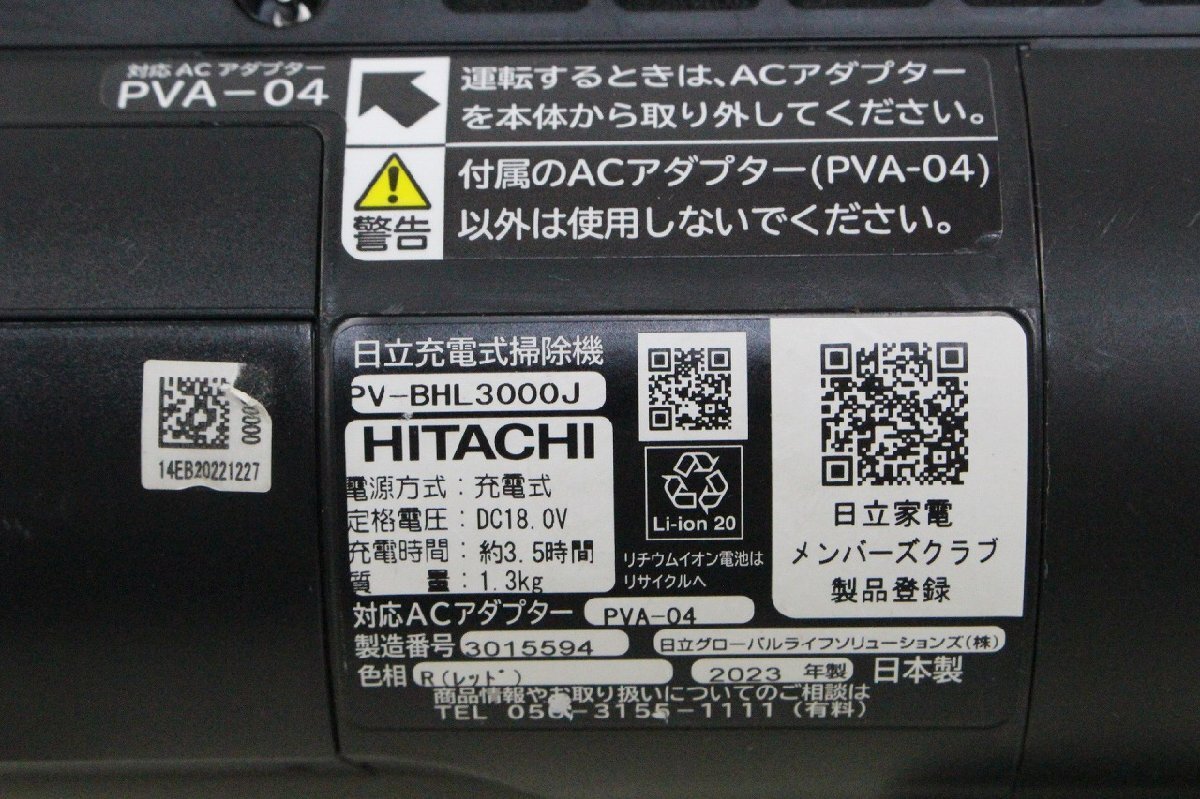 対応 AC アダプター
PVA-04
運転するときは、ACアダプター
を本体から取り外してください。
警告
付属のACアダプター(PVA-04)
以外は使用しないでください。
0000
14EB20221227
日立充電式掃除機
PV-BHL3000J
HITACHI
電源方式：充電式
定格電圧：DC18.0V
充電時間：約3.5時間
質　　量：1.3kg
Li-ion 20
リチウムイオン電池は
リサイクルへ
日立家電
メンバーズクラブ
製品登録
対応ACアダプター PVA-04
製造番号 3015594 日立グローバルライフソリューションズ(株)
色相 R(レッド) 2023 年製 日本製
商品情報やお取り扱いについてのご相談は
TEL 050-3155-1111 (有料)